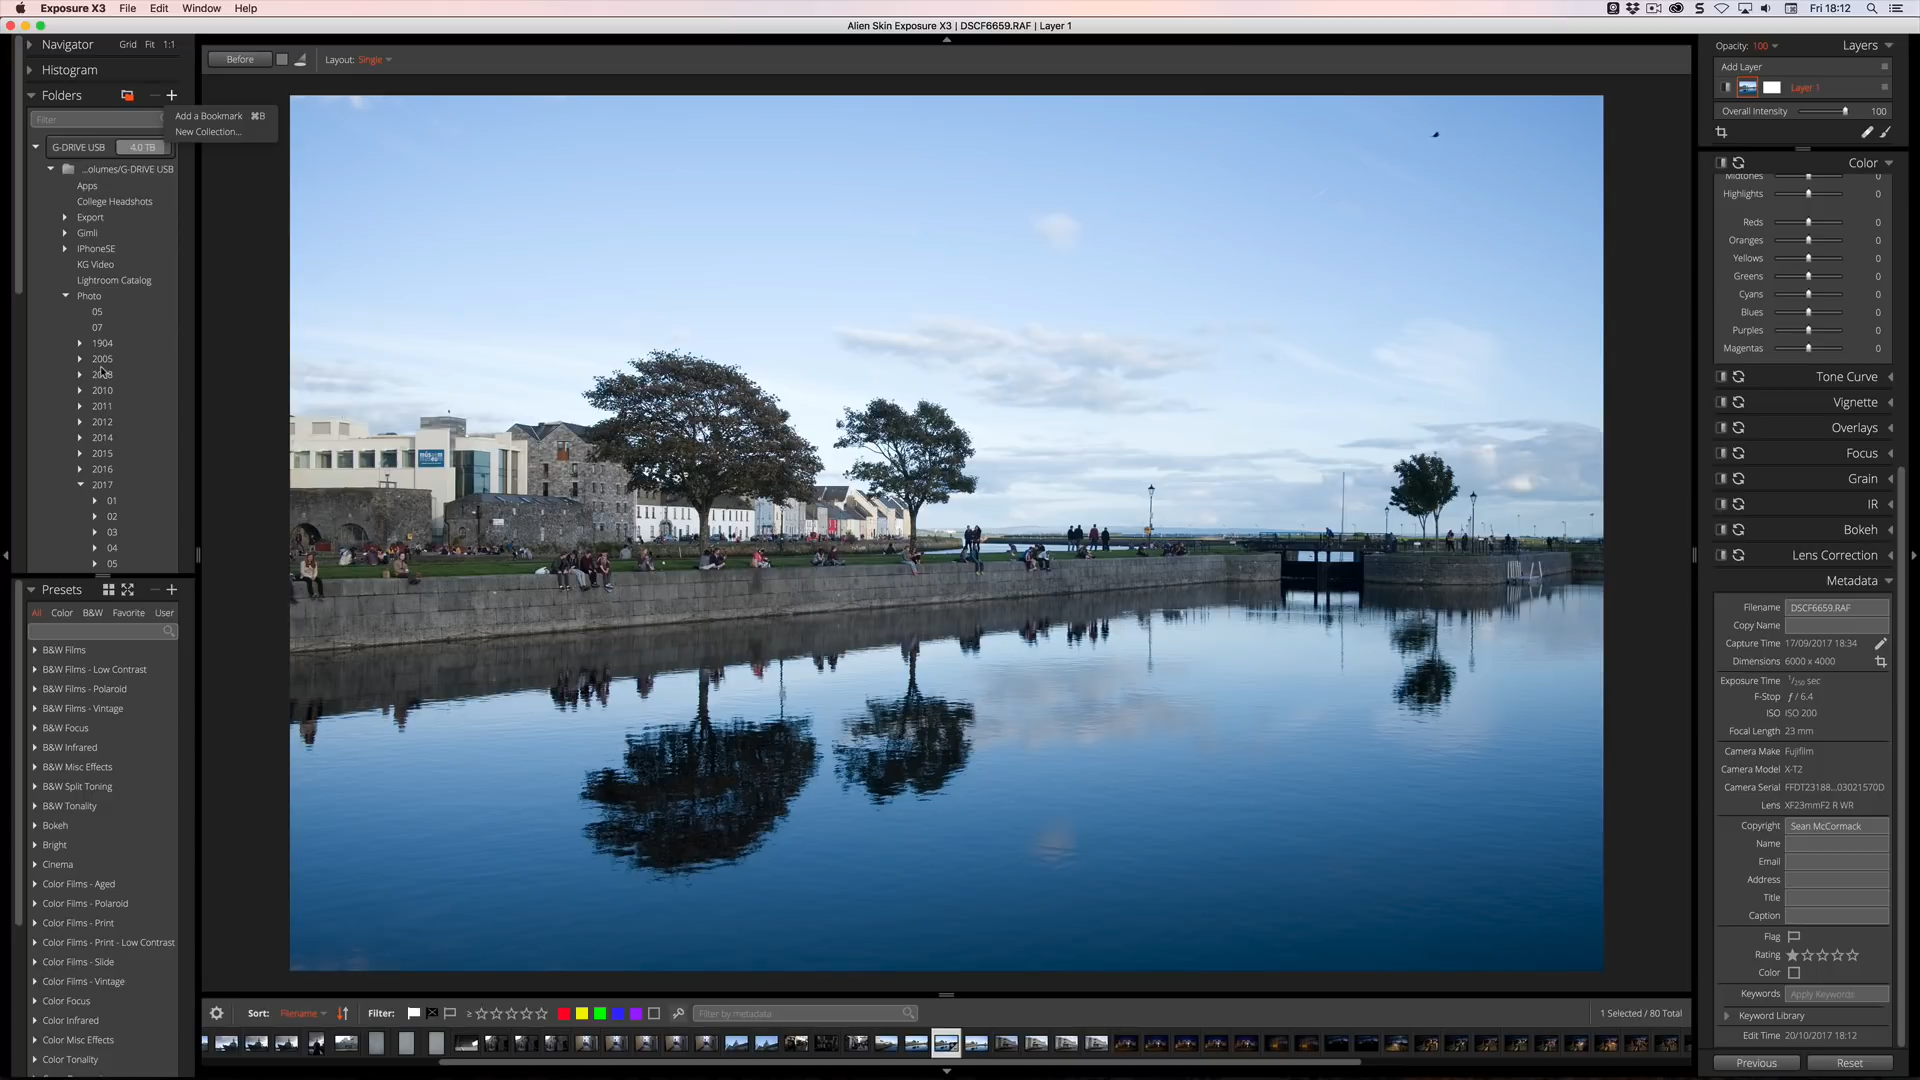 Exposure X3 File Edit Window Help
Fri 18:12
Alien Skin Exposure X3 | DSCF6659.RAF | Layer 1
Navigator Grid Fit 1:1
Histogram
Folders
Filter
Add a Bookmark ⌘B
New Collection...
G-DRIVE USB 4.0 TB
...olumes/G-DRIVE USB
Apps
College Headshots
Export
Gimli
IPhoneSE
KG Video
Lightroom Catalog
Photo
05
07
1904
2005
2010
2011
2012
2014
2015
2016
2017
01
02
03
04
05
Presets
All Color B&W Favorite User
B&W Films
B&W Films - Low Contrast
B&W Films - Polaroid
B&W Films - Vintage
B&W Focus
B&W Infrared
B&W Misc Effects
B&W Split Toning
B&W Tonality
Bokeh
Bright
Cinema
Color Films - Aged
Color Films - Polaroid
Color Films - Print
Color Films - Print - Low Contrast
Color Films - Slide
Color Films - Vintage
Color Focus
Color Infrared
Color Misc Effects
Color Tonality
Before Layout: Single
Sort: Filename Filter: ≥ Filter by metadata 1 Selected / 80 Total
Opacity: 100 Layers
Add Layer
Layer 1
Overall Intensity 100
Color
Midtones 0
Highlights 0
Reds 0
Oranges 0
Yellows 0
Greens 0
Cyans 0
Blues 0
Purples 0
Magentas 0
Tone Curve
Vignette
Overlays
Focus
Grain
IR
Bokeh
Lens Correction
Metadata
Filename DSCF6659.RAF
Copy Name
Capture Time 17/09/2017 18:34
Dimensions 6000 x 4000
Exposure Time 1/250 sec
F-Stop ƒ / 6.4
ISO ISO 200
Focal Length 23 mm
Camera Make Fujifilm
Camera Model X-T2
Camera Serial FFDT23188...03021570D
Lens XF23mmF2 R WR
Copyright Sean McCormack
Name
Email
Address
Title
Caption
Flag
Rating
Color
Keywords Apply Keywords
Keyword Library
Edit Time 20/10/2017 18:12
Previous Reset